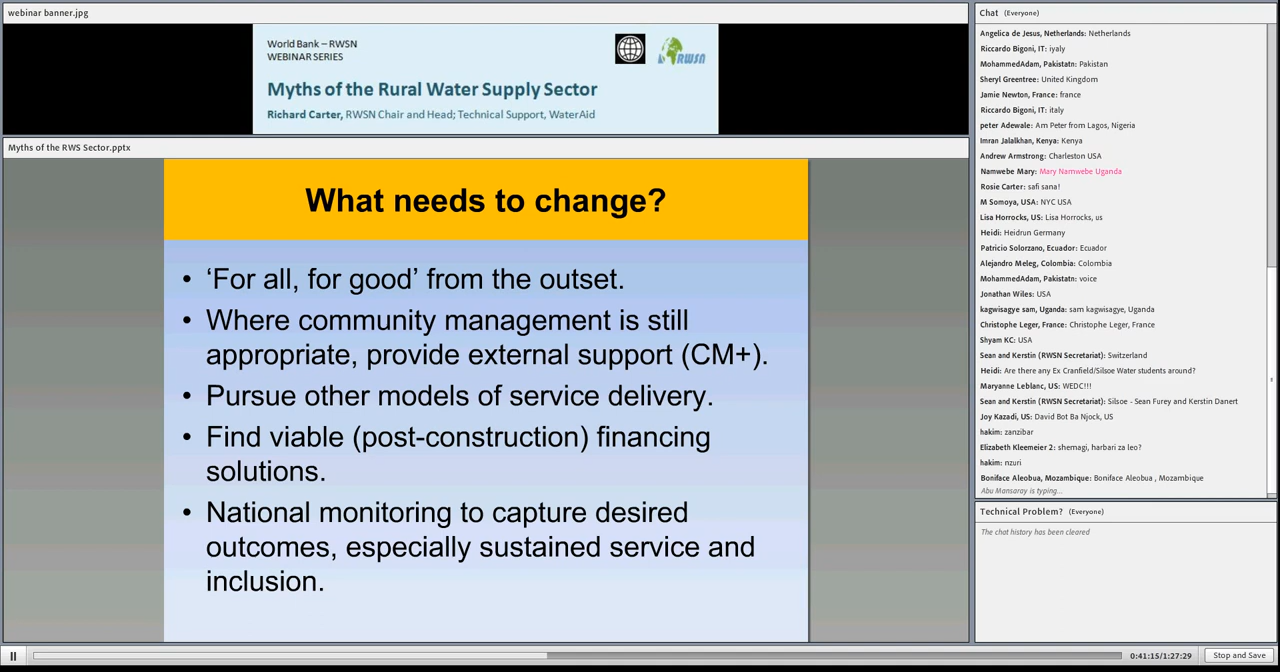 webinar banner.jpg
World Bank – RWSN
WEBINAR SERIES
RWSN
Myths of the Rural Water Supply Sector
Richard Carter, RWSN Chair and Head; Technical Support, WaterAid
Myths of the RWS Sector.pptx
What needs to change?
• ‘For all, for good’ from the outset.
• Where community management is still
appropriate, provide external support (CM+).
• Pursue other models of service delivery.
• Find viable (post-construction) financing
solutions.
• National monitoring to capture desired
outcomes, especially sustained service and
inclusion.
Chat (Everyone)
Angelica de Jesus, Netherlands: Netherlands
Riccardo Bigoni, IT: iyaly
MohammedAdam, Pakistatn: Pakistan
Sheryl Greentree: United Kingdom
Jamie Newton, France: france
Riccardo Bigoni, IT: italy
peter Adewale: Am Peter from Lagos, Nigeria
Imran Jalalkhan, Kenya: Kenya
Andrew Armstrong: Charleston USA
Namwebe Mary: Mary Namwebe Uganda
Rosie Carter: safi sana!
M Somoya, USA: NYC USA
Lisa Horrocks, US: Lisa Horrocks, us
Heidi: Heidrun Germany
Patricio Solorzano, Ecuador: Ecuador
Alejandro Meleg, Colombia: Colombia
MohammedAdam, Pakistatn: voice
Jonathan Wiles: USA
kagwisagye sam, Uganda: sam kagwisagye, Uganda
Christophe Leger, France: Christophe Leger, France
Shyam KC: USA
Sean and Kerstin (RWSN Secretariat): Switzerland
Heidi: Are there any Ex Cranfield/Silsoe Water students around?
Maryanne Leblanc, US: WEDC!!!
Sean and Kerstin (RWSN Secretariat): Silsoe - Sean Furey and Kerstin Danert
Joy Kazadi, US: David Bot Ba Njock, US
hakim: zanzibar
Elizabeth Kleemeier 2: shemagi, harbari za leo?
hakim: nzuri
Boniface Aleobua, Mozambique: Boniface Aleobua , Mozambique
Abu Mansaray is typing...
Technical Problem? (Everyone)
The chat history has been cleared
0:41:15/1:27:29
Stop and Save